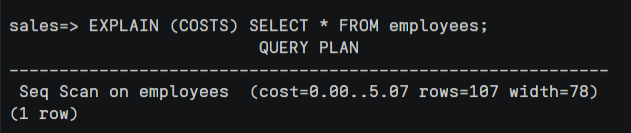 sales=> EXPLAIN (COSTS) SELECT * FROM employees;
QUERY PLAN
-------------------------------------------------------------
Seq Scan on employees  (cost=0.00..5.07 rows=107 width=78)
(1 row)